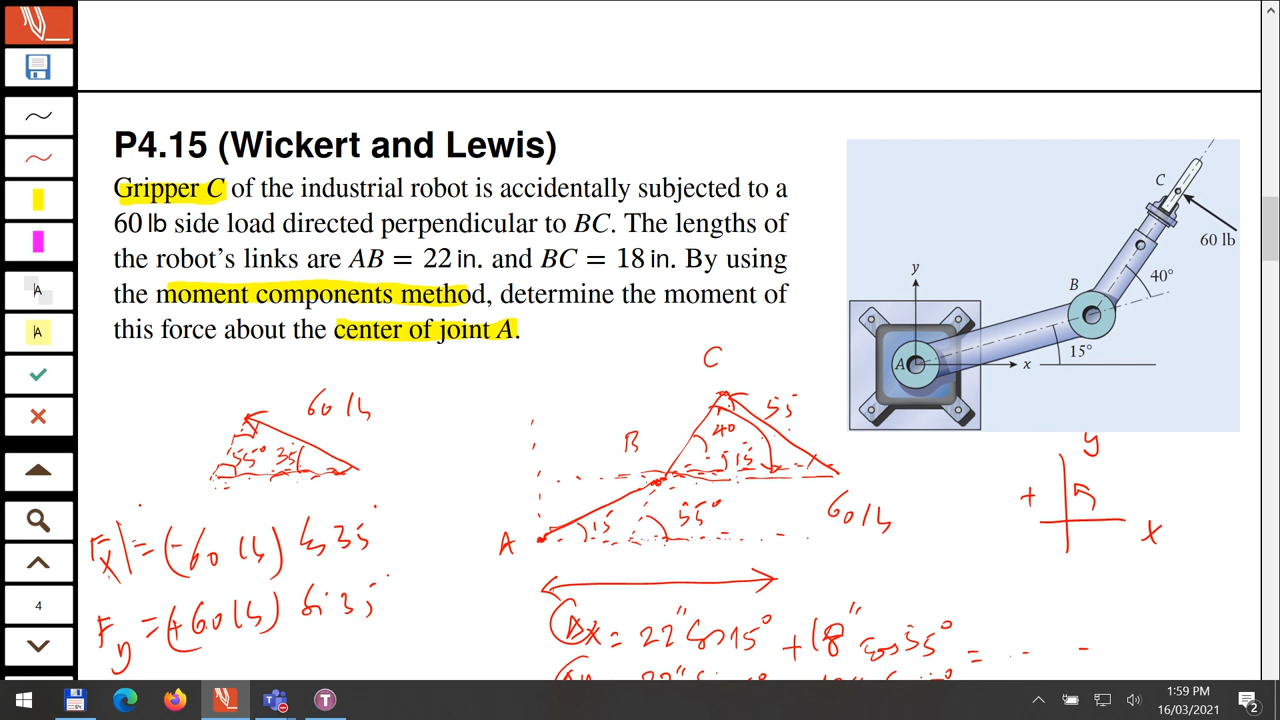 P4.15 (Wickert and Lewis)
Gripper C of the industrial robot is accidentally subjected to a
60 lb side load directed perpendicular to BC. The lengths of
the robot's links are AB = 22 in. and BC = 18 in. By using
the moment components method, determine the moment of
this force about the center of joint A.
C
60 lb
y
B
40°
A
x
15°
60 lb
55° 35
Fx = (-60 lb) cos 35°
Fy = (+60 lb) sin 35°
C
55
B
40
A
15
55°
60 lb
y
+
x
Δx = 22" cos 15° + 18" cos 55° = ...
A
A
4
T
1:59 PM
16/03/2021
2